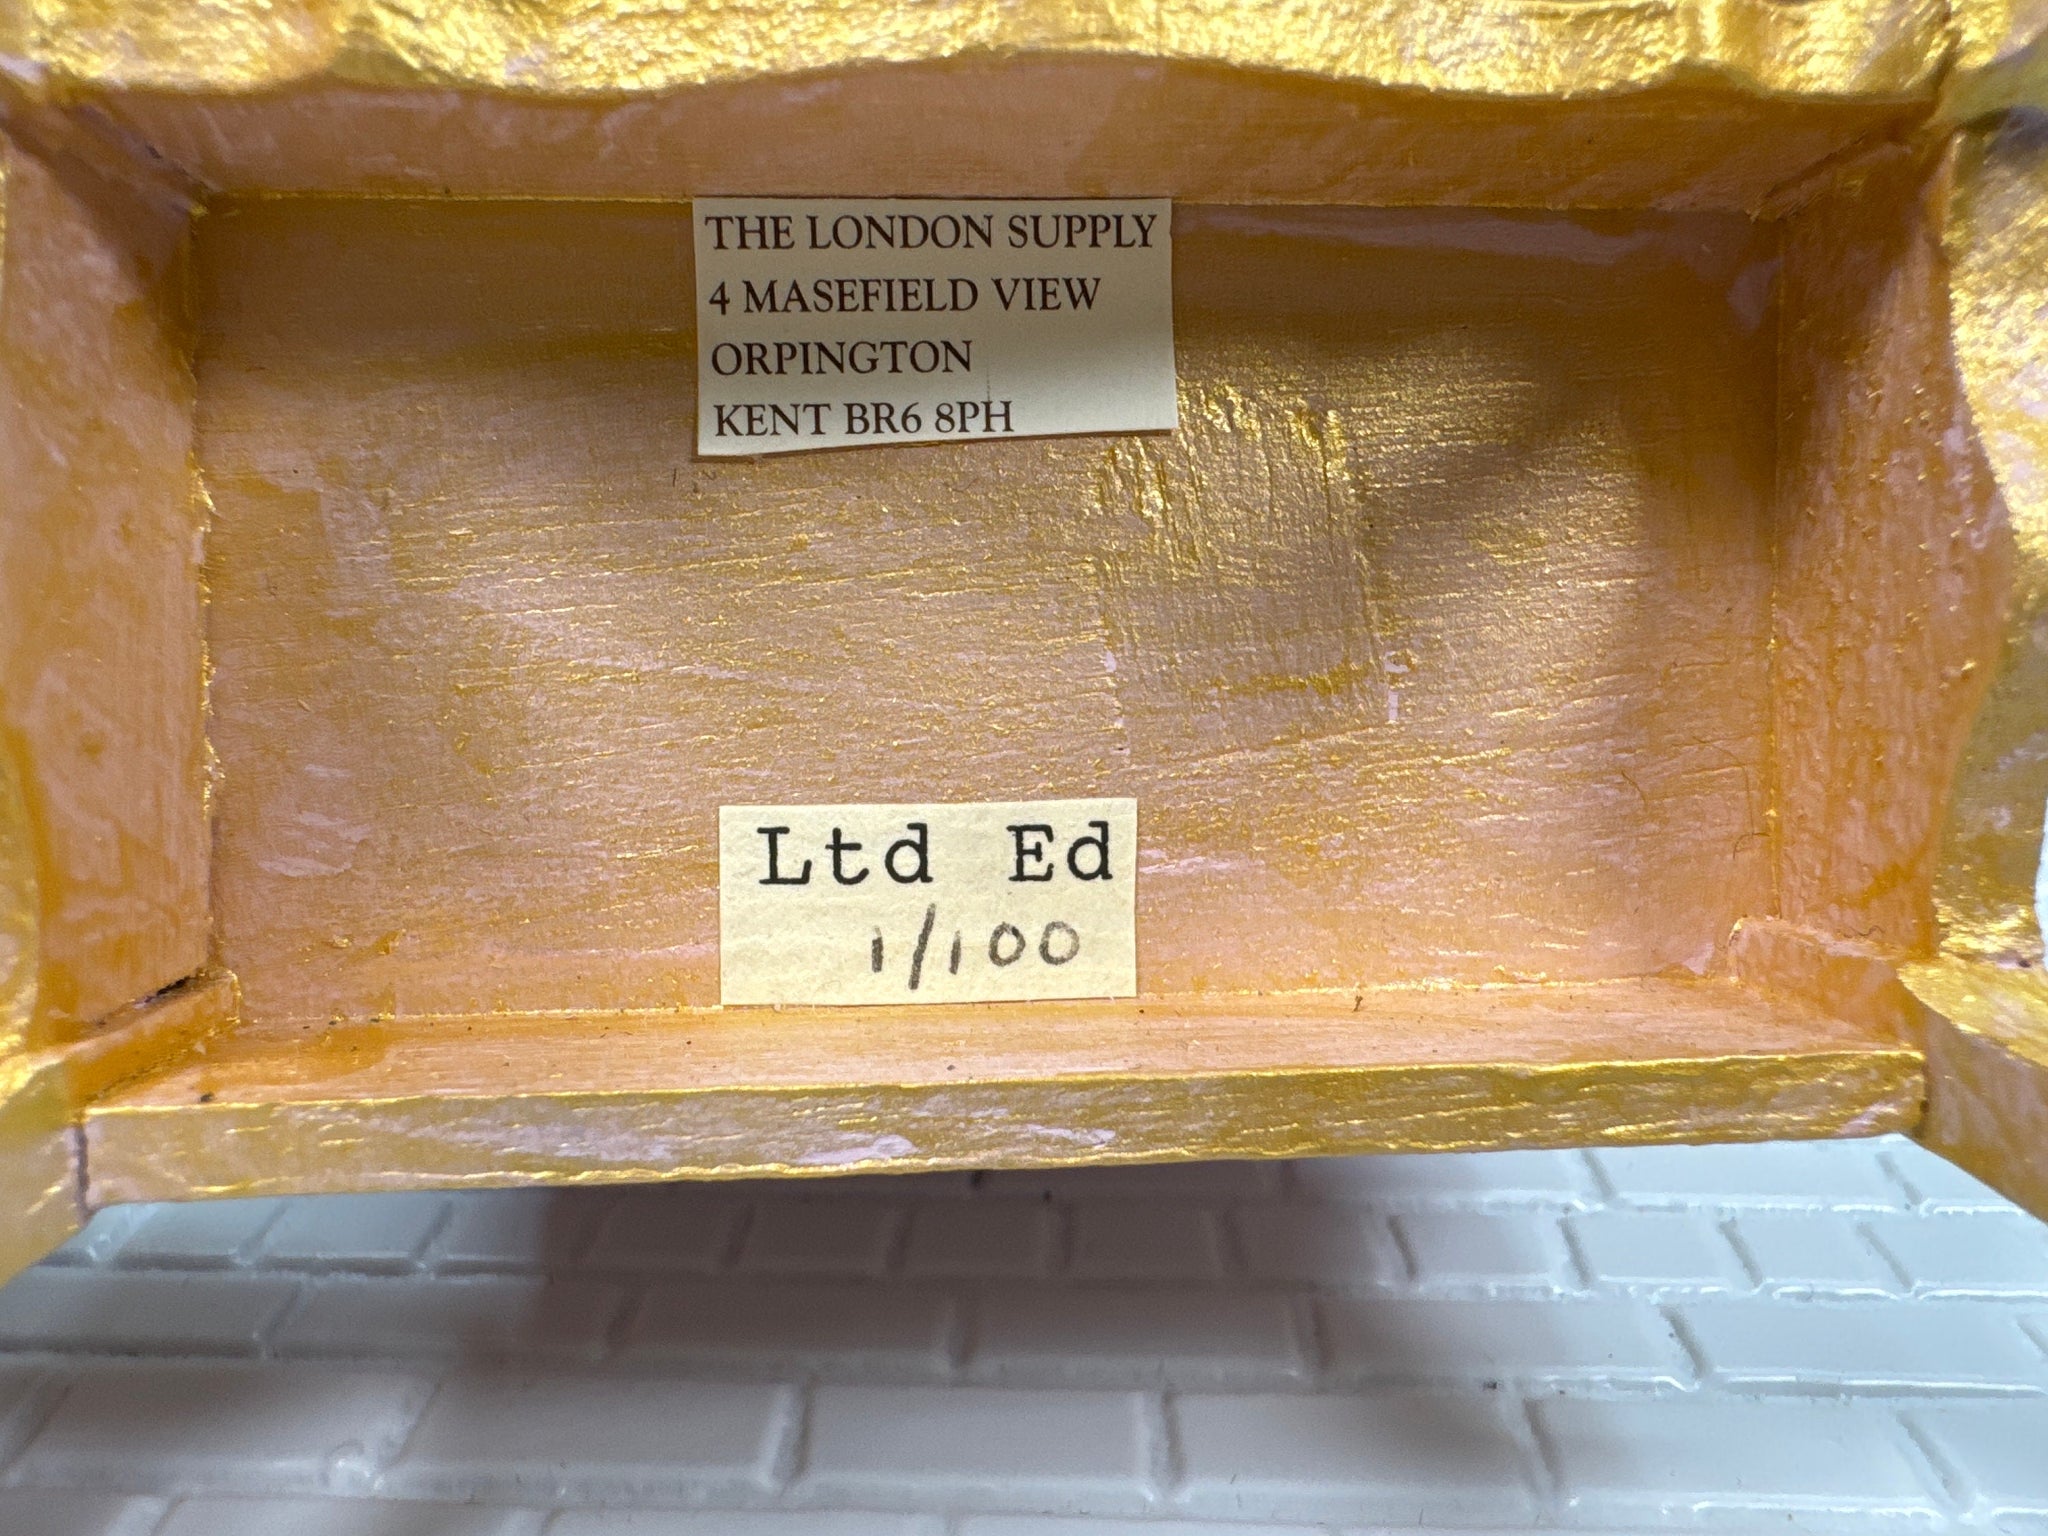 THE LONDON SUPPLY
4 MASEFIELD VIEW
ORPINGTON
KENT BR6 8PH
Ltd Ed
1/100